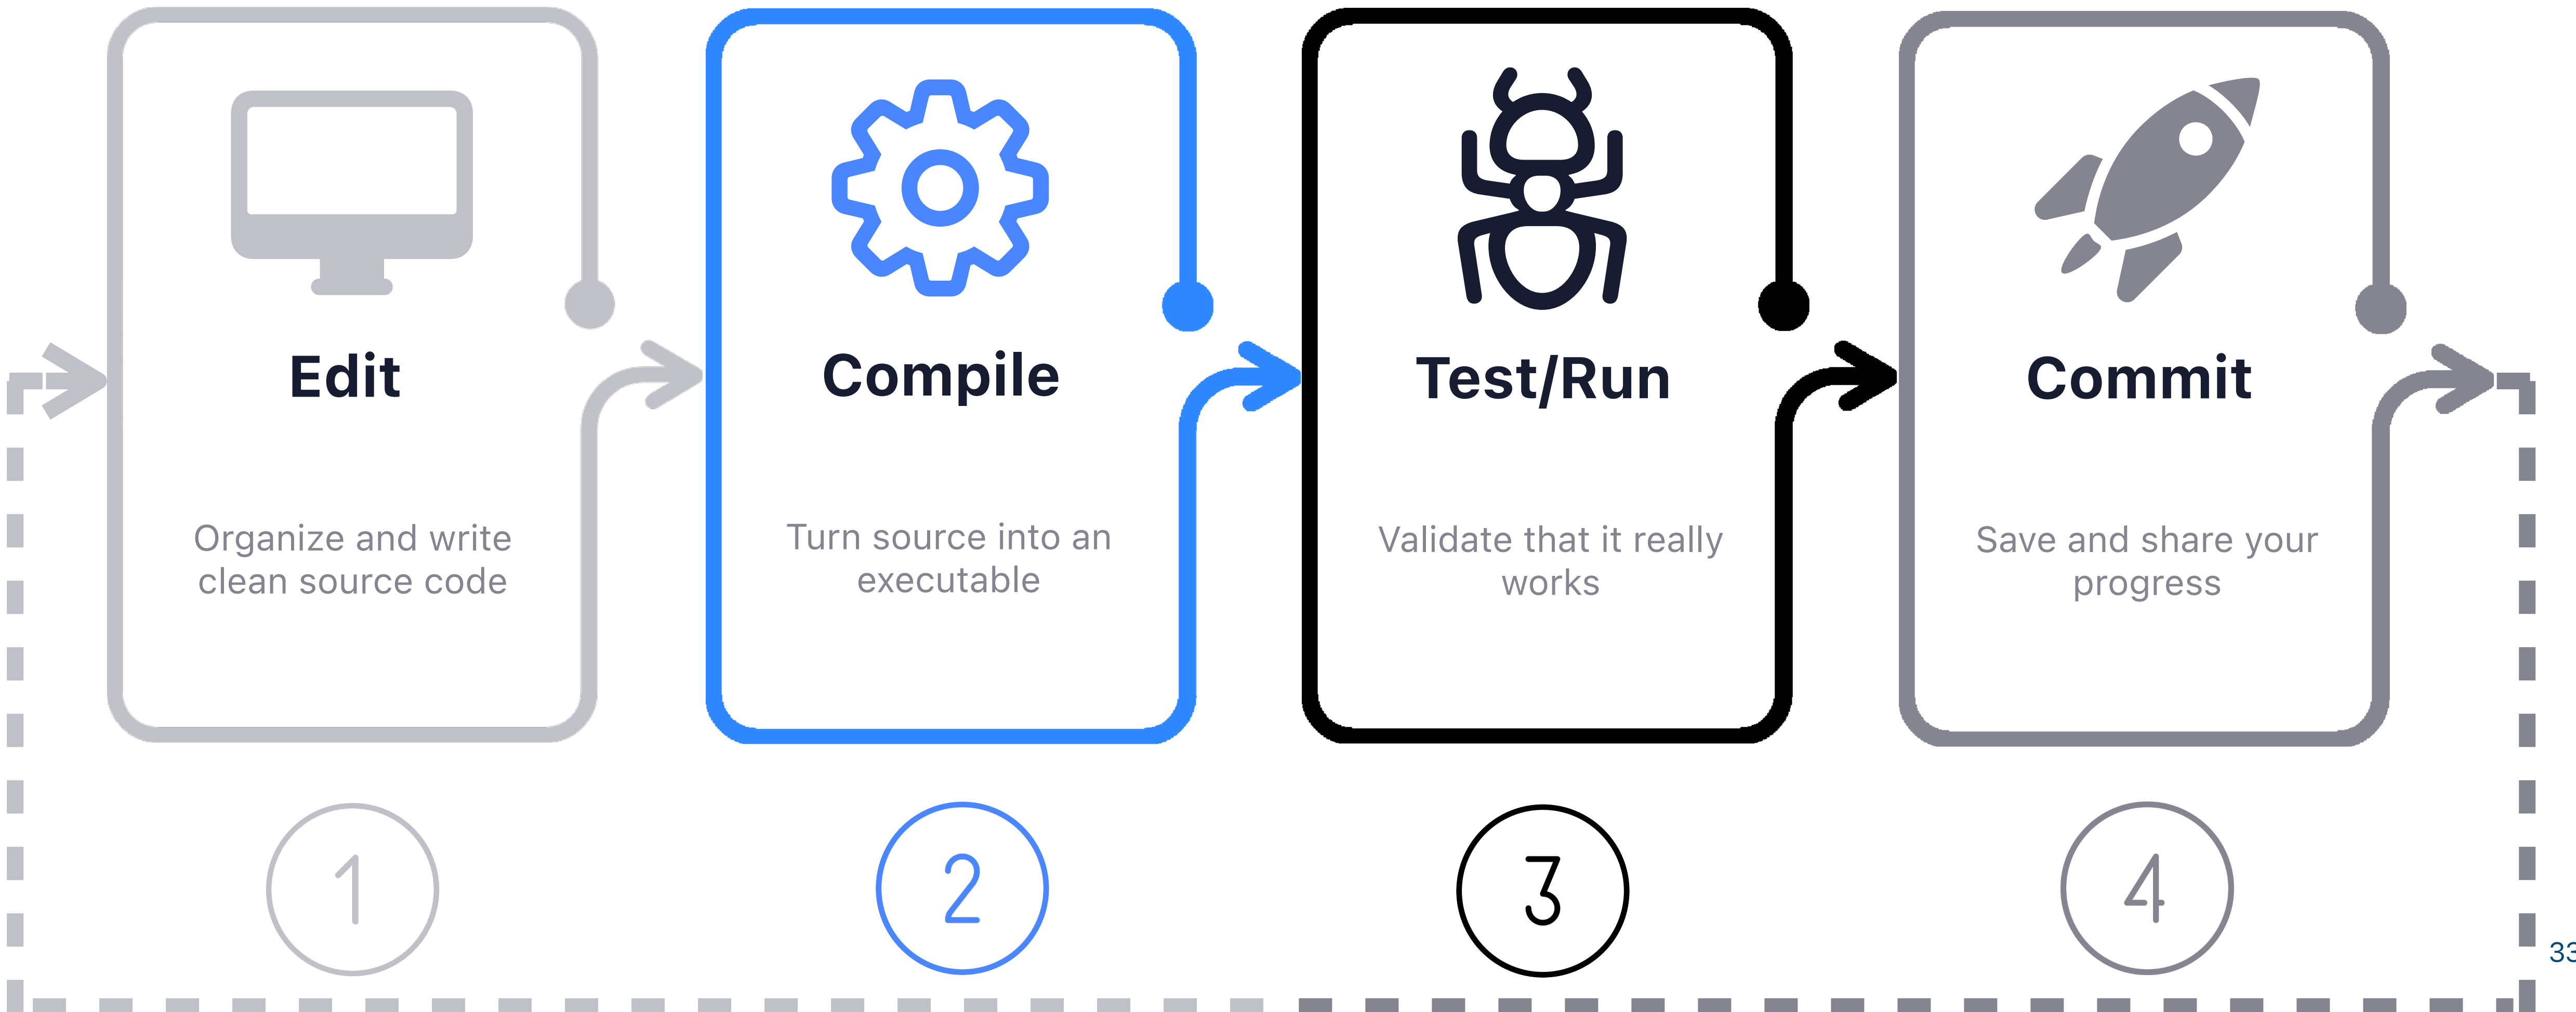 Edit
Organize and write
clean source code
1
Compile
Turn source into an
executable
2
Test/Run
Validate that it really
works
3
Commit
Save and share your
progress
4
33